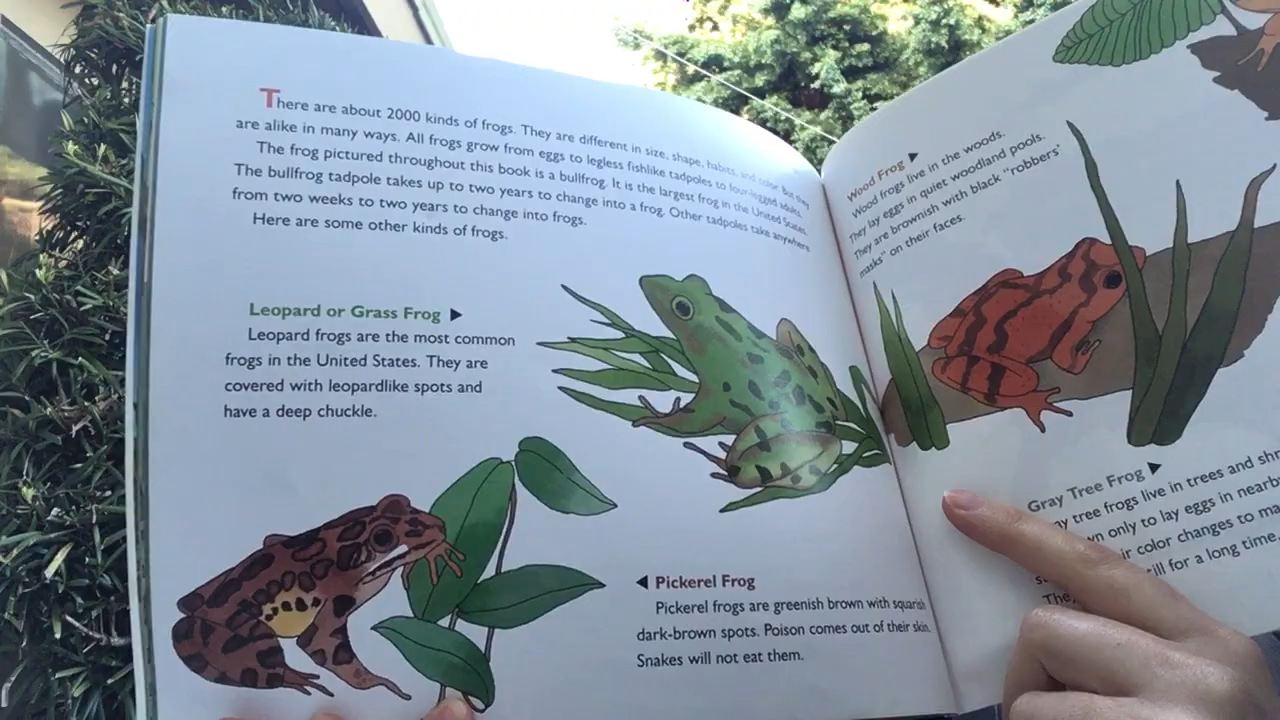 There are about 2000 kinds of frogs. They are different in size, shape, habits, and color. But they
are alike in many ways. All frogs grow from eggs to legless fishlike tadpoles to four-legged adults.
The frog pictured throughout this book is a bullfrog. It is the largest frog in the United States.
The bullfrog tadpole takes up to two years to change into a frog. Other tadpoles take anywhere
from two weeks to two years to change into frogs.
Here are some other kinds of frogs.
Leopard or Grass Frog ▶
Leopard frogs are the most common
frogs in the United States. They are
covered with leopardlike spots and
have a deep chuckle.
◀ Pickerel Frog
Pickerel frogs are greenish brown with squarish
dark-brown spots. Poison comes out of their skin.
Snakes will not eat them.
Wood Frog ▶
Wood frogs live in the woods.
They lay eggs in quiet woodland pools.
They are brownish with black "robbers'
masks" on their faces.
Gray Tree Frog ▶
tree frogs live in trees and
only to lay eggs in
color changes to
for a long time,